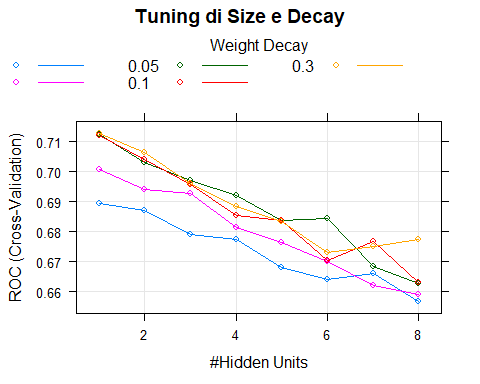 Tuning di Size e Decay
Weight Decay
0.05 0.3
0.1
ROC (Cross-Validation)
0.71
0.70
0.69
0.68
0.67
0.66
2 4 6 8
#Hidden Units